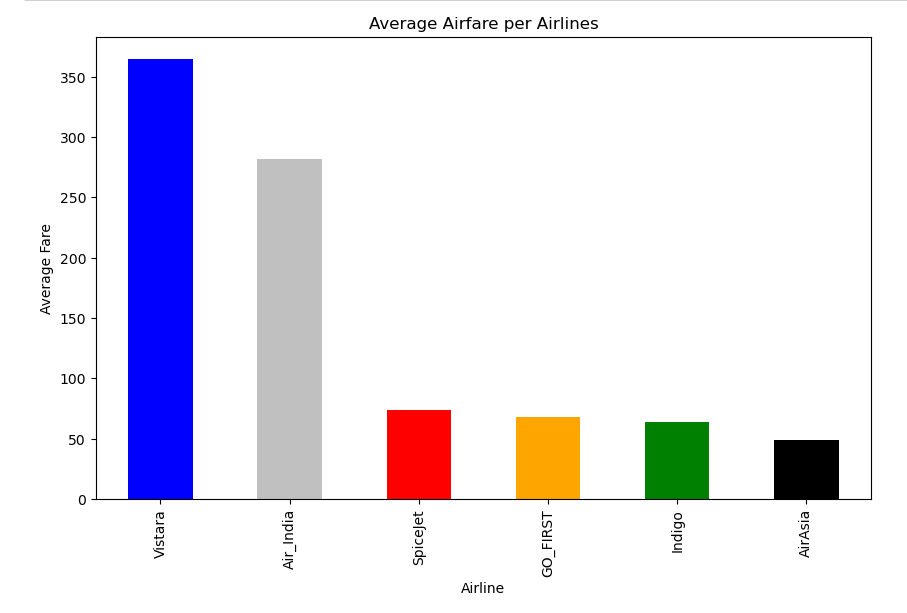 Average Airfare per Airlines
350
300
250
200
150
100
50
0
Average Fare
Vistara
Air_India
SpiceJet
GO_FIRST
Indigo
AirAsia
Airline